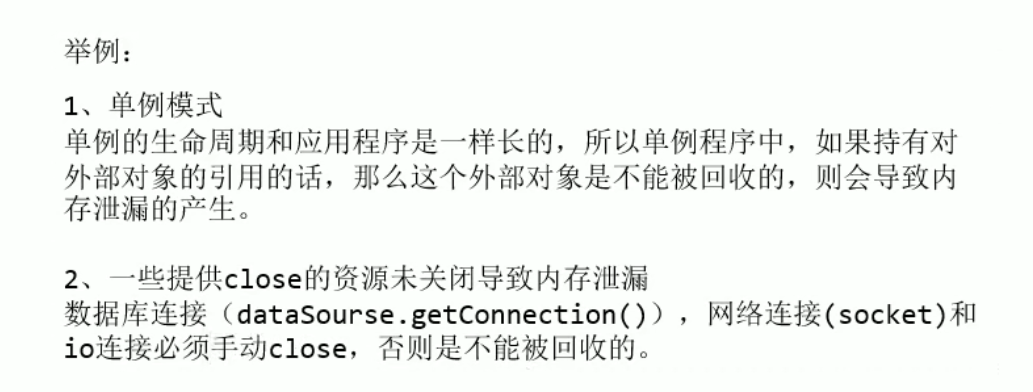 举例：
1、单例模式
单例的生命周期和应用程序是一样长的，所以单例程序中，如果持有对
外部对象的引用的话，那么这个外部对象是不能被回收的，则会导致内
存泄漏的产生。
2、一些提供close的资源未关闭导致内存泄漏
数据库连接（dataSourse.getConnection()），网络连接(socket)和
io连接必须手动close，否则是不能被回收的。